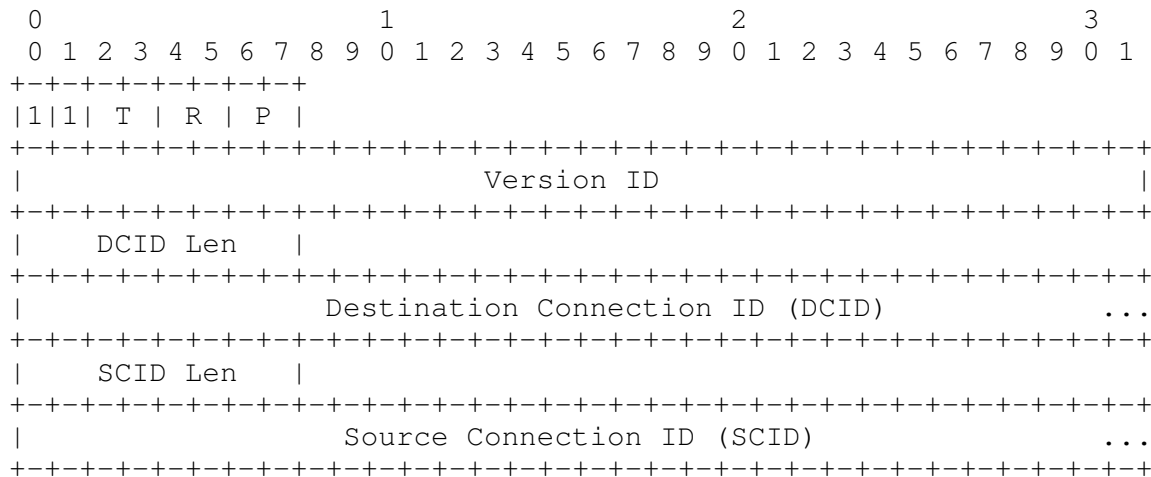 0                   1                   2                   3
 0 1 2 3 4 5 6 7 8 9 0 1 2 3 4 5 6 7 8 9 0 1 2 3 4 5 6 7 8 9 0 1
+-+-+-+-+-+-+-+-+
|1|1| T | R | P |
+-+-+-+-+-+-+-+-+-+-+-+-+-+-+-+-+-+-+-+-+-+-+-+-+-+-+-+-+-+-+-+-+
|                          Version ID                           |
+-+-+-+-+-+-+-+-+-+-+-+-+-+-+-+-+-+-+-+-+-+-+-+-+-+-+-+-+-+-+-+-+
|    DCID Len   |
+-+-+-+-+-+-+-+-+-+-+-+-+-+-+-+-+-+-+-+-+-+-+-+-+-+-+-+-+-+-+-+-+
|                 Destination Connection ID (DCID)            ...
+-+-+-+-+-+-+-+-+-+-+-+-+-+-+-+-+-+-+-+-+-+-+-+-+-+-+-+-+-+-+-+-+
|    SCID Len   |
+-+-+-+-+-+-+-+-+-+-+-+-+-+-+-+-+-+-+-+-+-+-+-+-+-+-+-+-+-+-+-+-+
|                  Source Connection ID (SCID)                ...
+-+-+-+-+-+-+-+-+-+-+-+-+-+-+-+-+-+-+-+-+-+-+-+-+-+-+-+-+-+-+-+-+